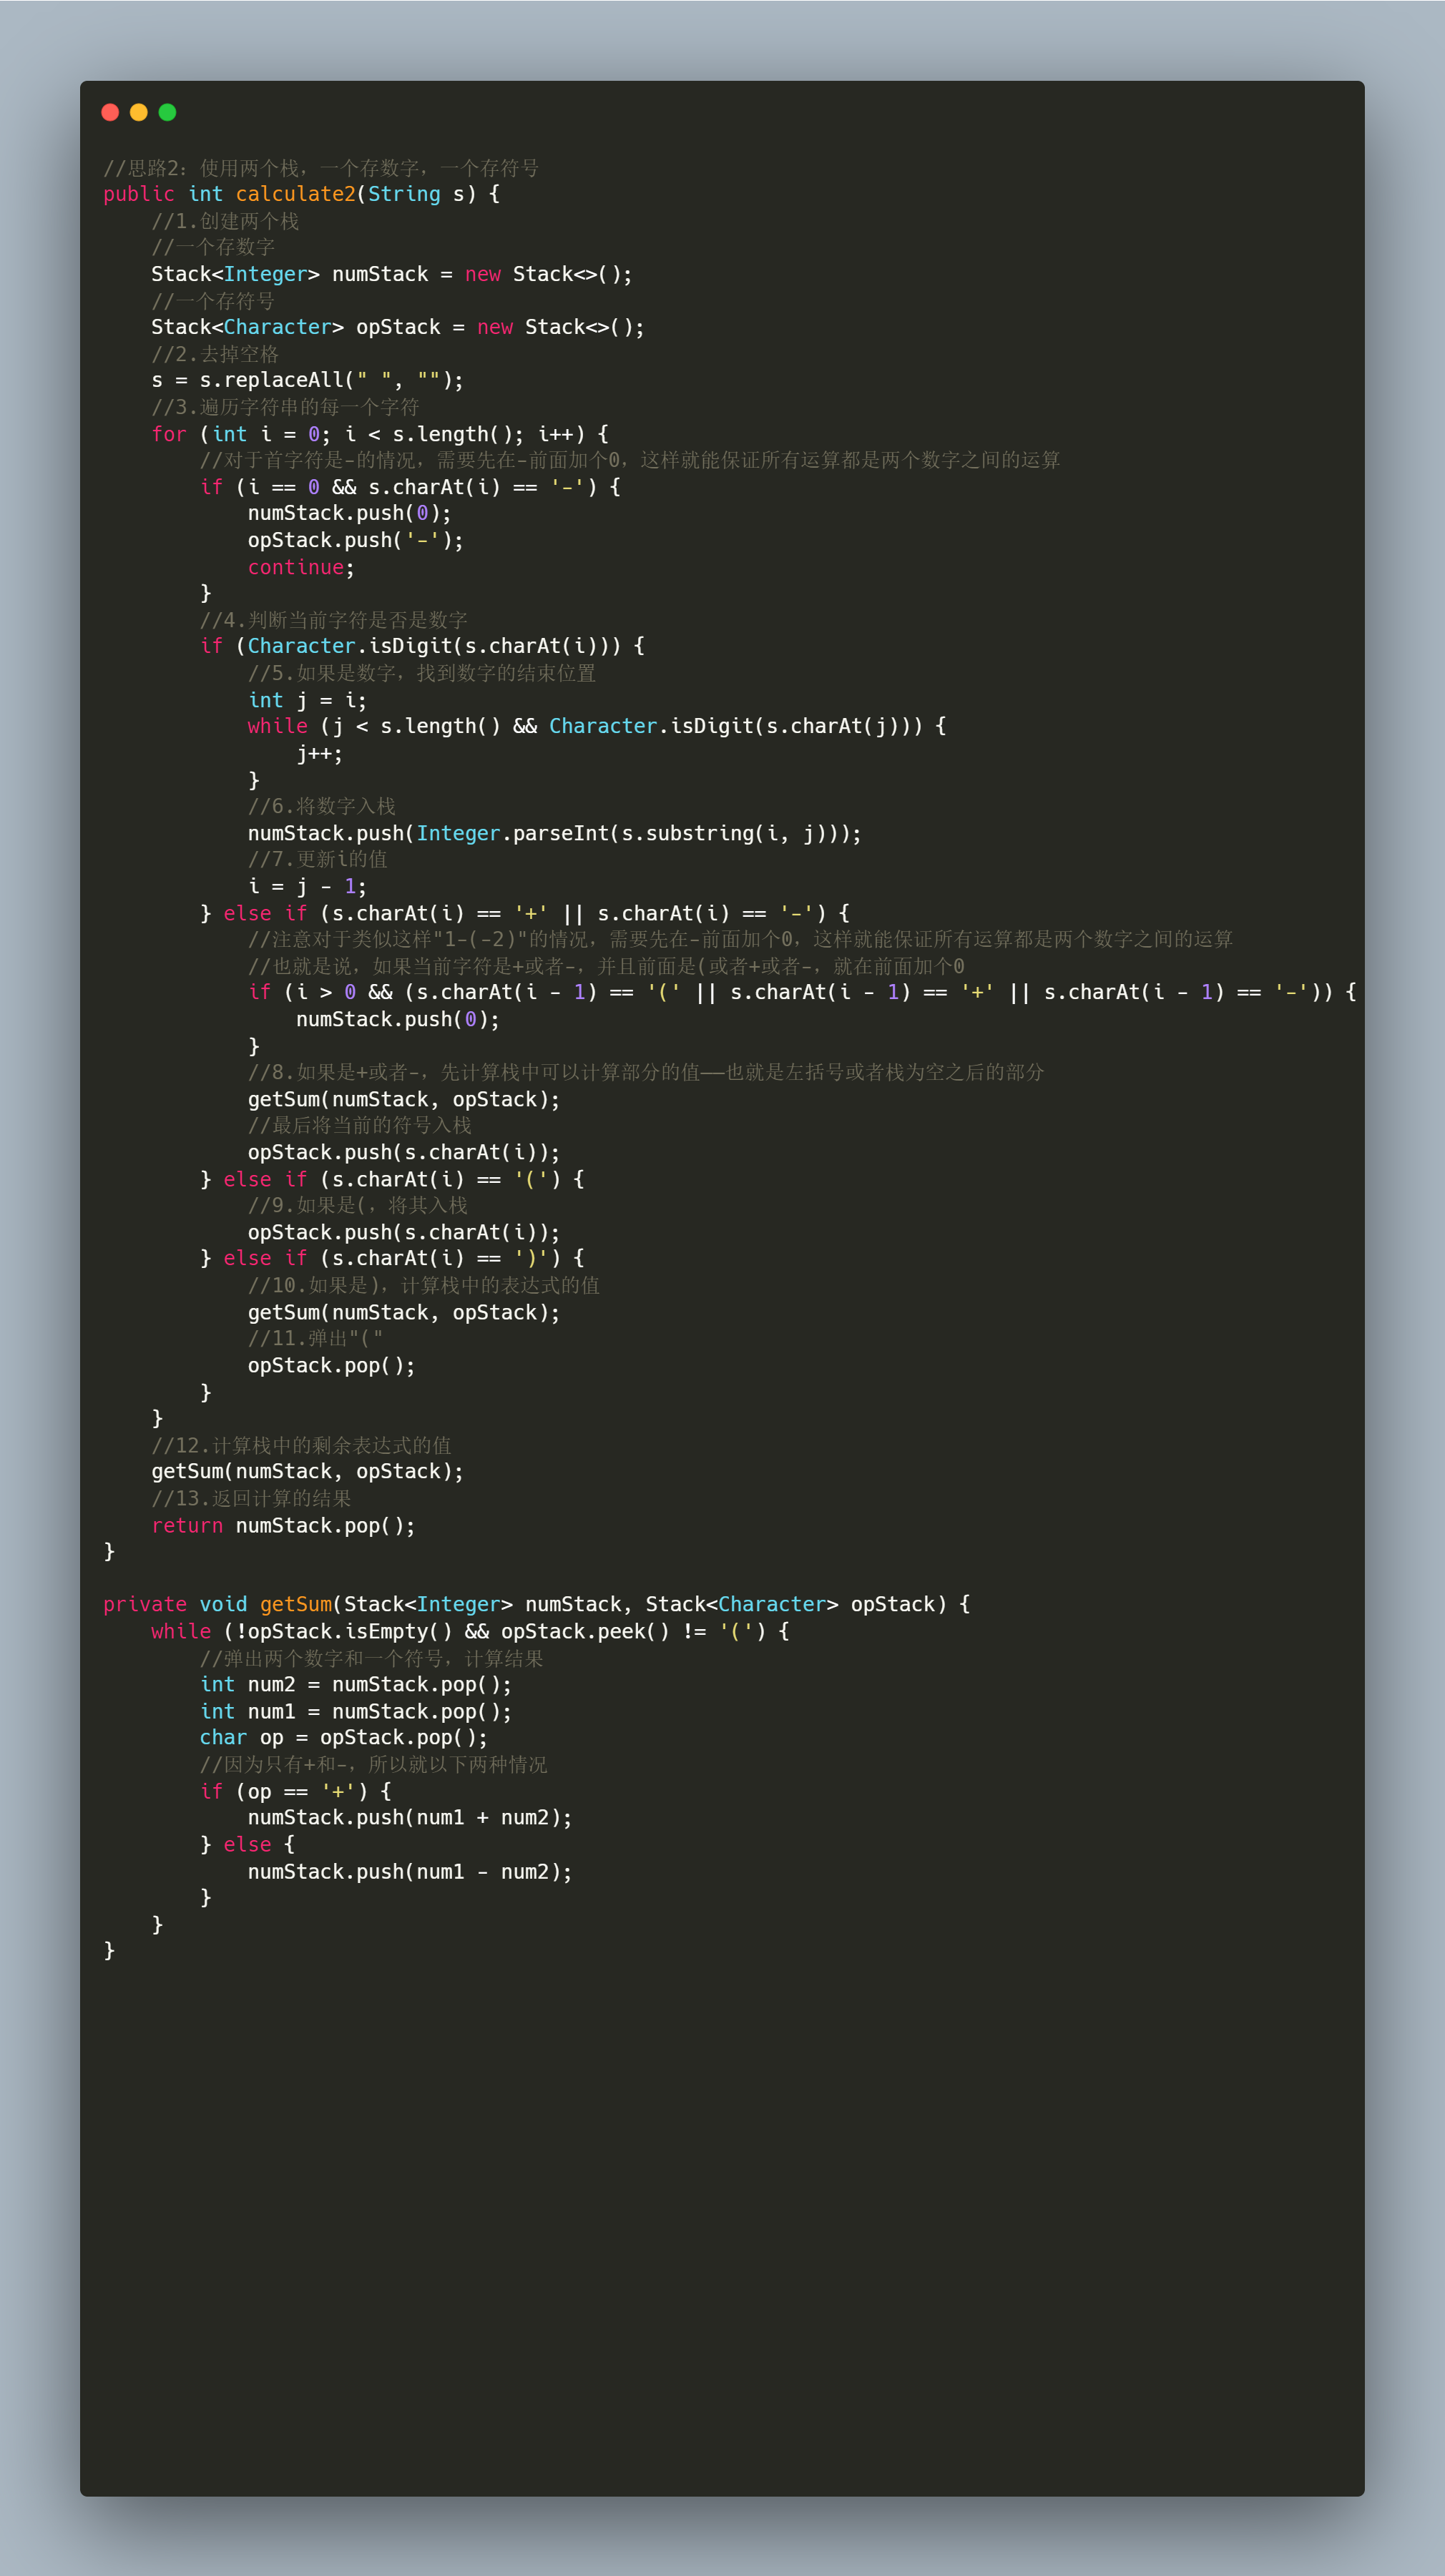 //思路2：使用两个栈，一个存数字，一个存符号
public int calculate2(String s) {
    //1.创建两个栈
    //一个存数字
    Stack<Integer> numStack = new Stack<>();
    //一个存符号
    Stack<Character> opStack = new Stack<>();
    //2.去掉空格
    s = s.replaceAll(" ", "");
    //3.遍历字符串的每一个字符
    for (int i = 0; i < s.length(); i++) {
        //对于首字符是-的情况，需要先在-前面加个0，这样就能保证所有运算都是两个数字之间的运算
        if (i == 0 && s.charAt(i) == '-') {
            numStack.push(0);
            opStack.push('-');
            continue;
        }
        //4.判断当前字符是否是数字
        if (Character.isDigit(s.charAt(i))) {
            //5.如果是数字，找到数字的结束位置
            int j = i;
            while (j < s.length() && Character.isDigit(s.charAt(j))) {
                j++;
            }
            //6.将数字入栈
            numStack.push(Integer.parseInt(s.substring(i, j)));
            //7.更新i的值
            i = j - 1;
        } else if (s.charAt(i) == '+' || s.charAt(i) == '-') {
            //注意对于类似这样"1-(-2)"的情况，需要先在-前面加个0，这样就能保证所有运算都是两个数字之间的运算
            //也就是说，如果当前字符是+或者-，并且前面是(或者+或者-，就在前面加个0
            if (i > 0 && (s.charAt(i - 1) == '(' || s.charAt(i - 1) == '+' || s.charAt(i - 1) == '-')) {
                numStack.push(0);
            }
            //8.如果是+或者-，先计算栈中可以计算部分的值——也就是左括号或者栈为空之后的部分
            getSum(numStack, opStack);
            //最后将当前的符号入栈
            opStack.push(s.charAt(i));
        } else if (s.charAt(i) == '(') {
            //9.如果是(，将其入栈
            opStack.push(s.charAt(i));
        } else if (s.charAt(i) == ')') {
            //10.如果是)，计算栈中的表达式的值
            getSum(numStack, opStack);
            //11.弹出"("
            opStack.pop();
        }
    }
    //12.计算栈中的剩余表达式的值
    getSum(numStack, opStack);
    //13.返回计算的结果
    return numStack.pop();
}

private void getSum(Stack<Integer> numStack, Stack<Character> opStack) {
    while (!opStack.isEmpty() && opStack.peek() != '(') {
        //弹出两个数字和一个符号，计算结果
        int num2 = numStack.pop();
        int num1 = numStack.pop();
        char op = opStack.pop();
        //因为只有+和-，所以就以下两种情况
        if (op == '+') {
            numStack.push(num1 + num2);
        } else {
            numStack.push(num1 - num2);
        }
    }
}